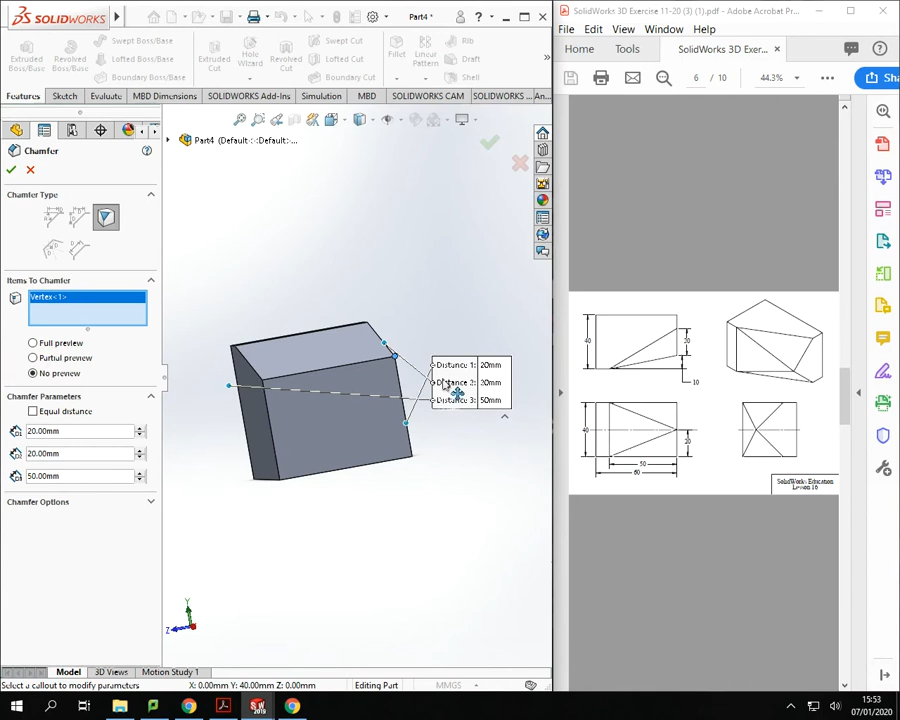 SOLIDWORKS
Part4 *
Extruded Boss/Base
Revolved Boss/Base
Swept Boss/Base
Lofted Boss/Base
Boundary Boss/Base
Extruded Cut
Hole Wizard
Revolved Cut
Swept Cut
Lofted Cut
Boundary Cut
Fillet
Linear Pattern
Rib
Draft
Shell
Features
Sketch
Evaluate
MBD Dimensions
SOLIDWORKS Add-Ins
Simulation
MBD
SOLIDWORKS CAM
SOLIDWORKS ...
An...
Part4 (Default<<Default>...
Chamfer
Chamfer Type
Items To Chamfer
Vertex<1>
Full preview
Partial preview
No preview
Chamfer Parameters
Equal distance
20.00mm
20.00mm
50.00mm
Chamfer Options
Distance 1: 20mm
Distance 2: 30mm
Distance 3: 50mm
Y
Z
Model
3D Views
Motion Study 1
Select a callout to modify parameters
X: 0.00mm Y: 40.00mm Z: 0.00mm
Editing Part
MMGS
SolidWorks 3D Exercise 11-20 (3) (1).pdf - Adobe Acrobat Pr...
File Edit View Window Help
Home
Tools
SolidWorks 3D Exer...
6 / 10
44.3%
Sha
40
20
10
40
20
50
60
SolidWorks Education
15:53
07/01/2020